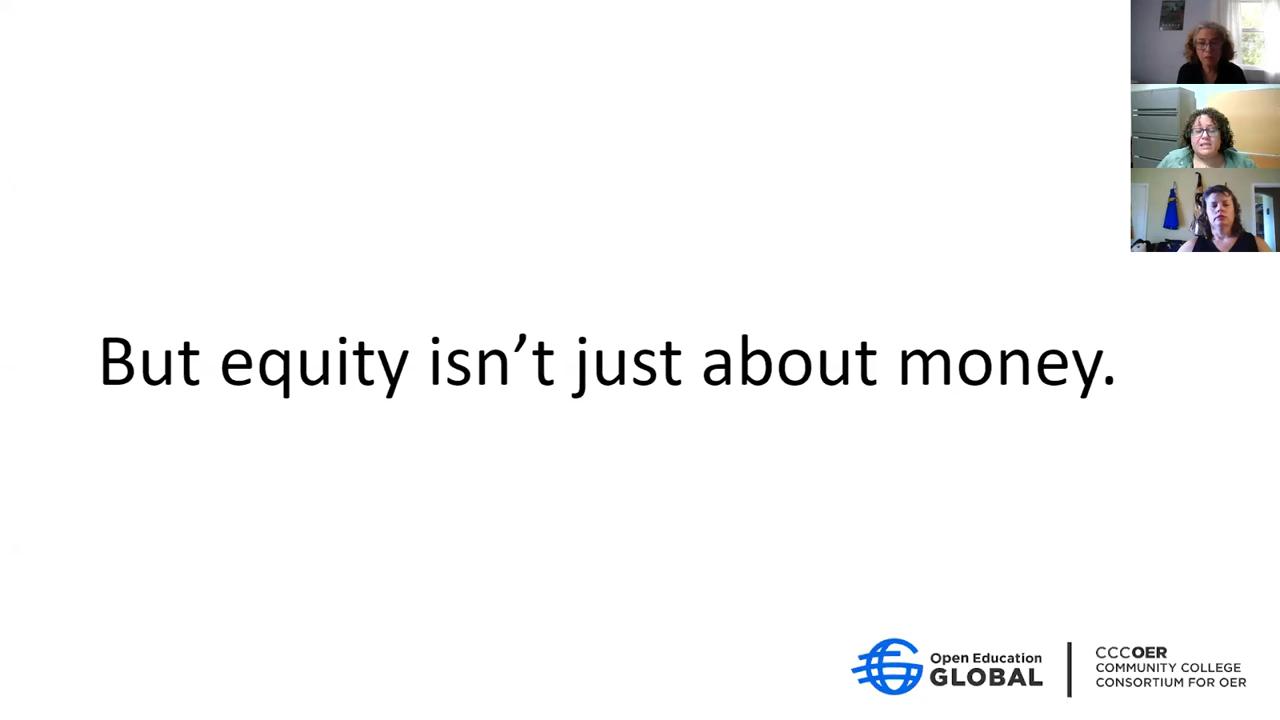 But equity isn’t just about money.
Open Education
GLOBAL
CCCOER
COMMUNITY COLLEGE
CONSORTIUM FOR OER